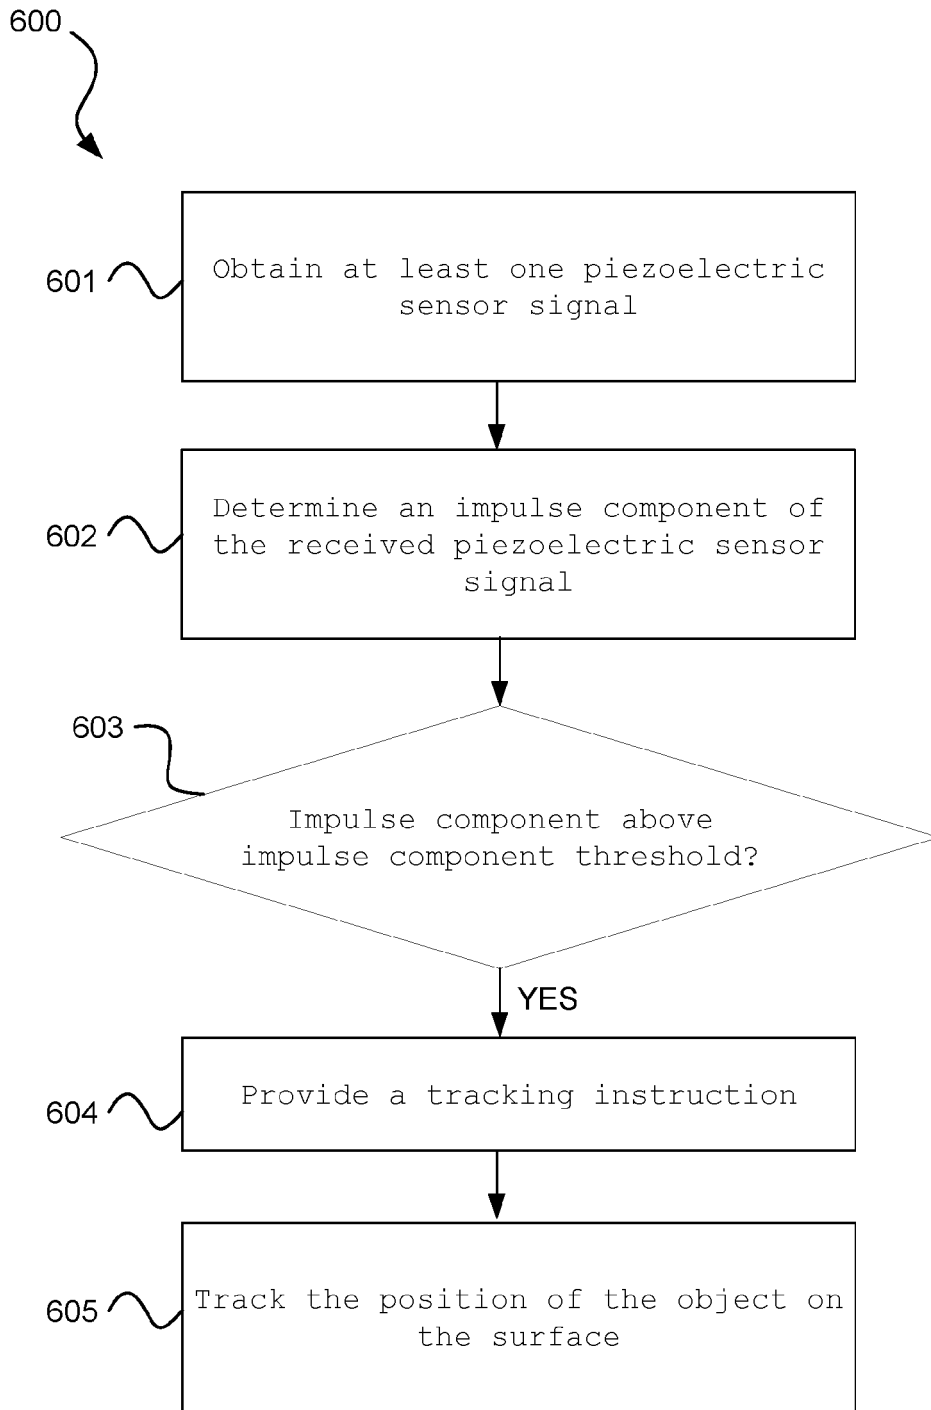 600
601
Obtain at least one piezoelectric
sensor signal
602
Determine an impulse component of
the received piezoelectric sensor
signal
603
Impulse component above
impulse component threshold?
YES
604
Provide a tracking instruction
605
Track the position of the object on
the surface